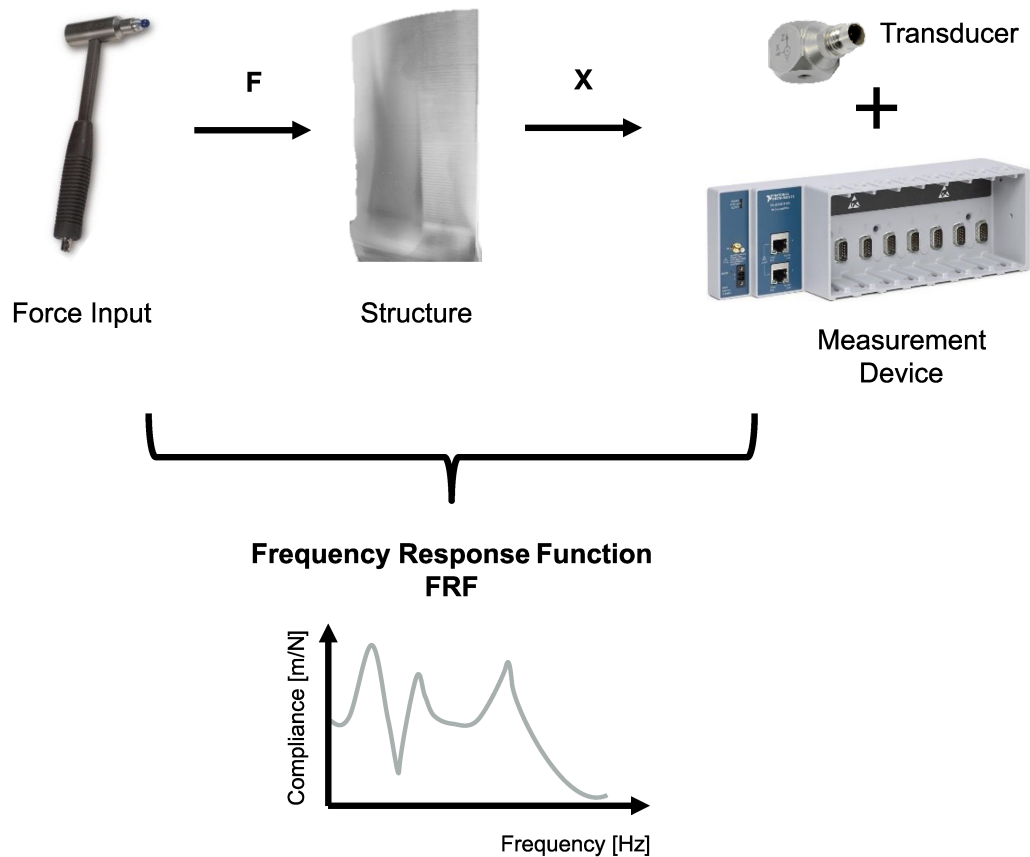 F
X
Transducer
Force Input
Structure
Measurement
Device
Frequency Response Function
FRF
Compliance [m/N]
Frequency [Hz]